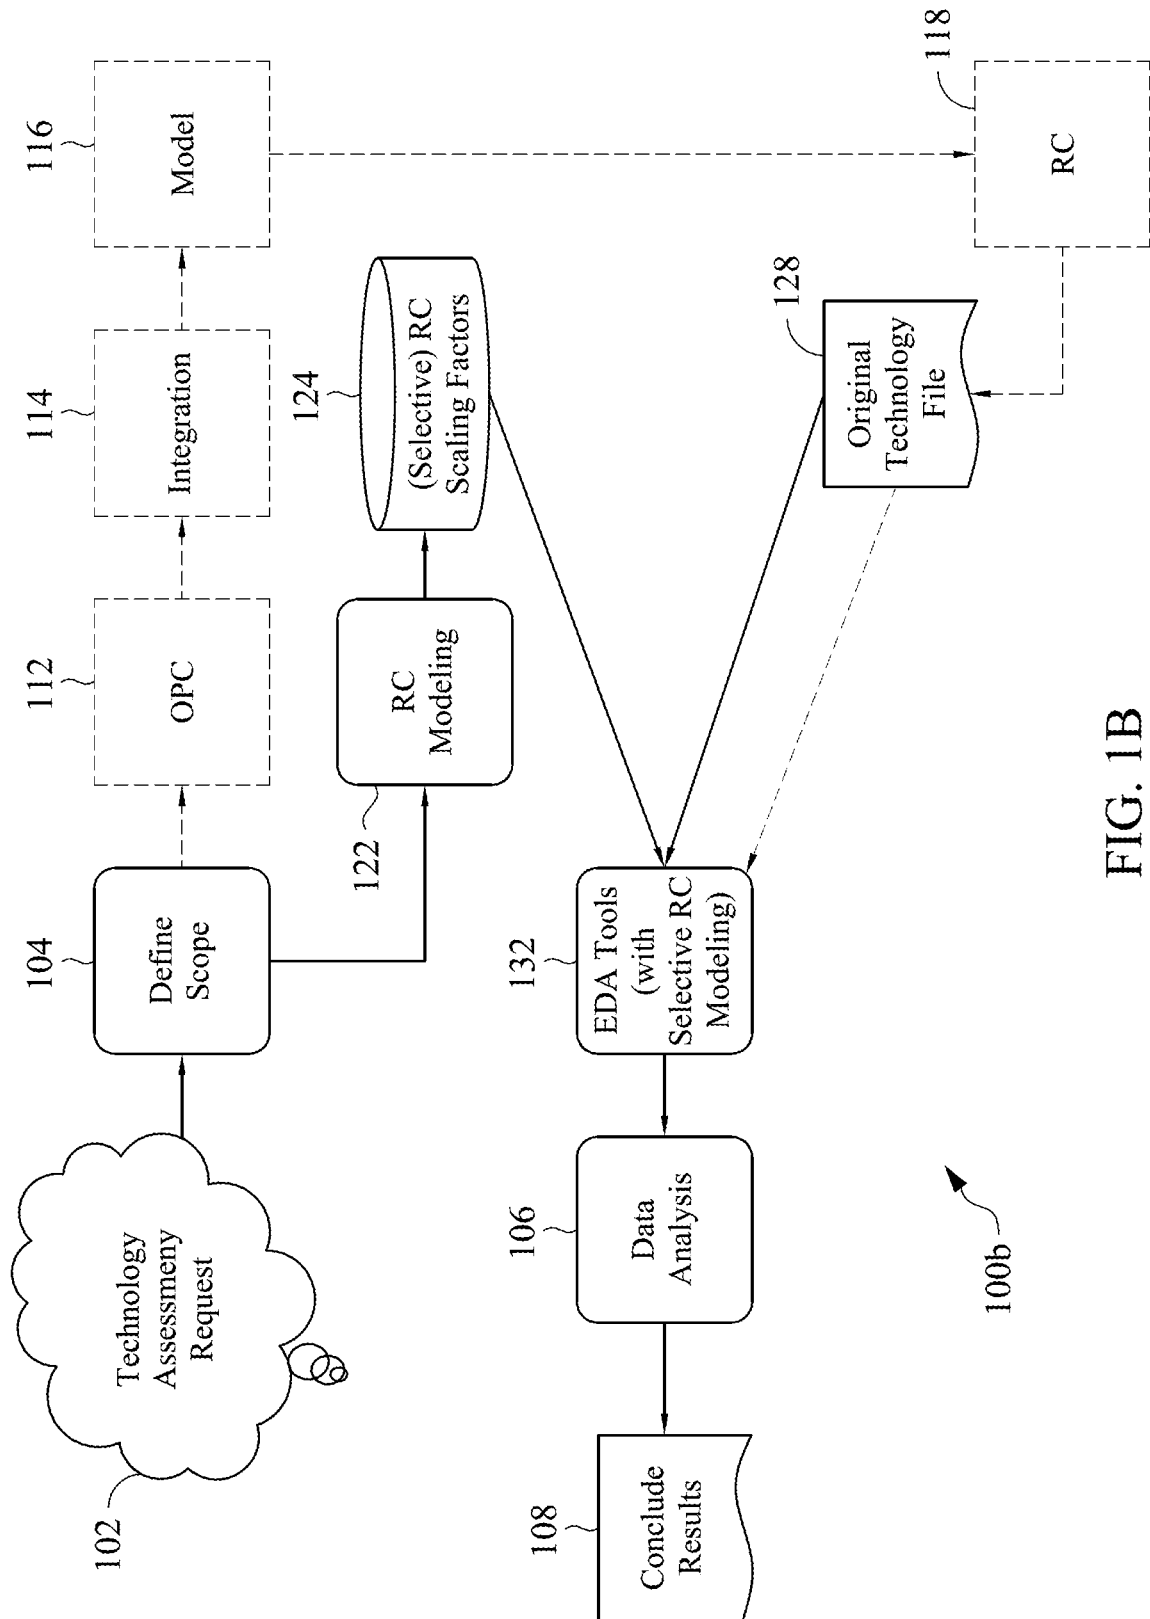 102
Technology
Assessmeny
Request
104
Define
Scope
112
OPC
114
Integration
116
Model
122
RC
Modeling
124
(Selective) RC
Scaling Factors
108
Conclude
Results
106
Data
Analysis
132
EDA Tools
(with
Selective RC
Modeling)
128
Original
Technology
File
118
RC
100b
FIG. 1B